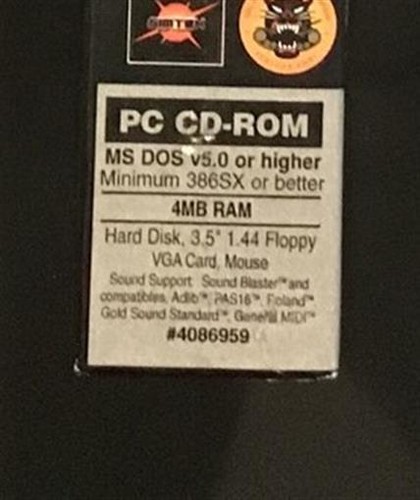 PC CD-ROM
MS DOS v5.0 or higher
Minimum 386SX or better
4MB RAM
Hard Disk, 3.5" 1.44 Floppy
VGA Card, Mouse
Sound Support Sound Blaster™ and
compatibles, Adlib™, PAS16™, Roland™
Gold Sound Standard™, General MIDI™
#4086959